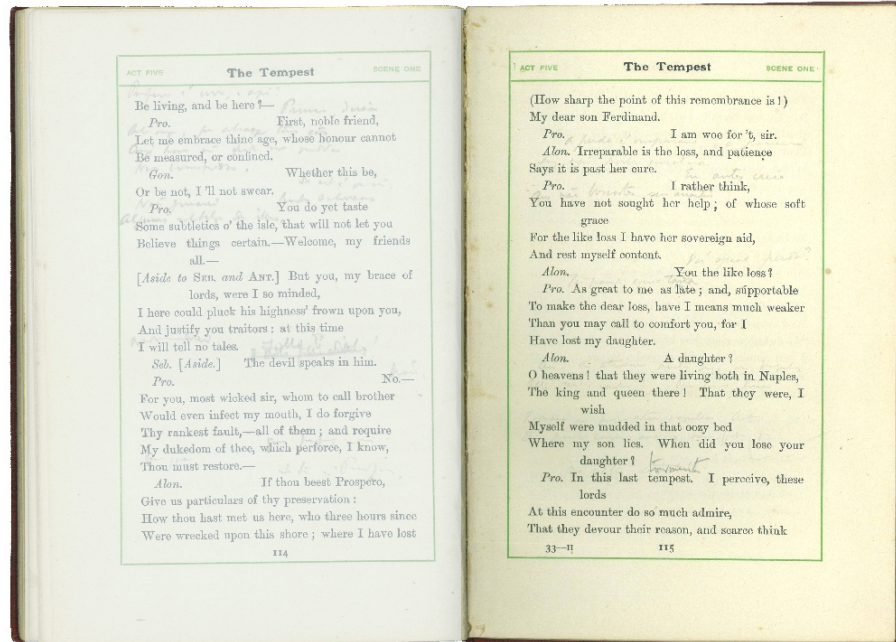 ACT FIVE The Tempest SCENE ONE
Be living, and be here ?—
Pro. First, noble friend,
Let me embrace thine age, whose honour cannot
Be measured, or confined.
Gon. Whether this be,
Or be not, I 'll not swear.
Pro. You do yet taste
Some subtleties o' the isle, that will not let you
Believe things certain.—Welcome, my friends
all.—
[Aside to Seb. and Ant.] But you, my brace of
lords, were I so minded,
I here could pluck his highness' frown upon you,
And justify you traitors : at this time
I will tell no tales.
Seb. [Aside.] The devil speaks in him.
Pro. No.—
For you, most wicked sir, whom to call brother
Would even infect my mouth, I do forgive
Thy rankest fault,—all of them ; and require
My dukedom of thee, which perforce, I know,
Thou must restore.—
Alon. If thou beest Prospero,
Give us particulars of thy preservation :
How thou hast met us here, who three hours since
Were wrecked upon this shore ; where I have lost
114
ACT FIVE The Tempest SCENE ONE
(How sharp the point of this remembrance is !)
My dear son Ferdinand.
Pro. I am woe for 't, sir.
Alon. Irreparable is the loss, and patience
Says it is past her cure.
Pro. I rather think,
You have not sought her help ; of whose soft
grace
For the like loss I have her sovereign aid,
And rest myself content.
Alon. You the like loss ?
Pro. As great to me as late ; and, súpportable
To make the dear loss, have I means much weaker
Than you may call to comfort you, for I
Have lost my daughter.
Alon. A daughter ?
O heavens ! that they were living both in Naples,
The king and queen there ! That they were, I
wish
Myself were mudded in that oozy bed
Where my son lies. When did you lose your
daughter ?
tormenta
Pro. In this last tempest. I perceive, these
lords
At this encounter do so much admire,
That they devour their reason, and scarce think
33—II 115